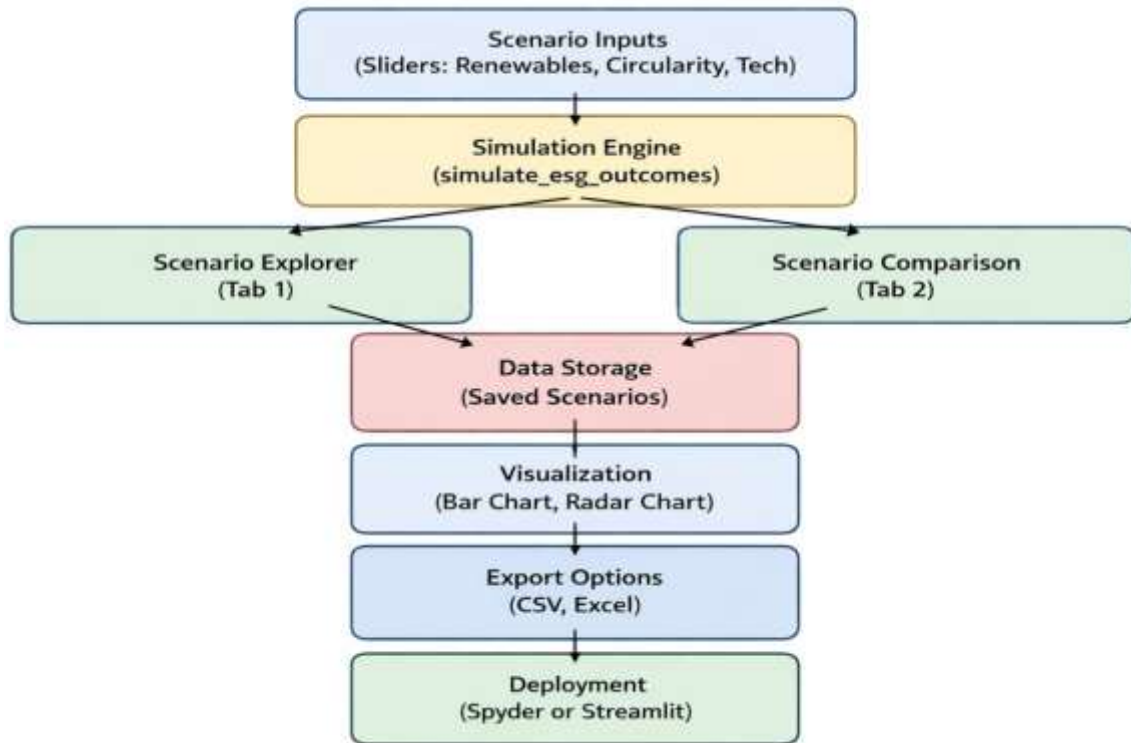 Scenario Inputs
(Sliders: Renewables, Circularity, Tech)
Simulation Engine
(simulate_esg_outcomes)
Scenario Explorer
(Tab 1)
Scenario Comparison
(Tab 2)
Data Storage
(Saved Scenarios)
Visualization
(Bar Chart, Radar Chart)
Export Options
(CSV, Excel)
Deployment
(Spyder or Streamlit)